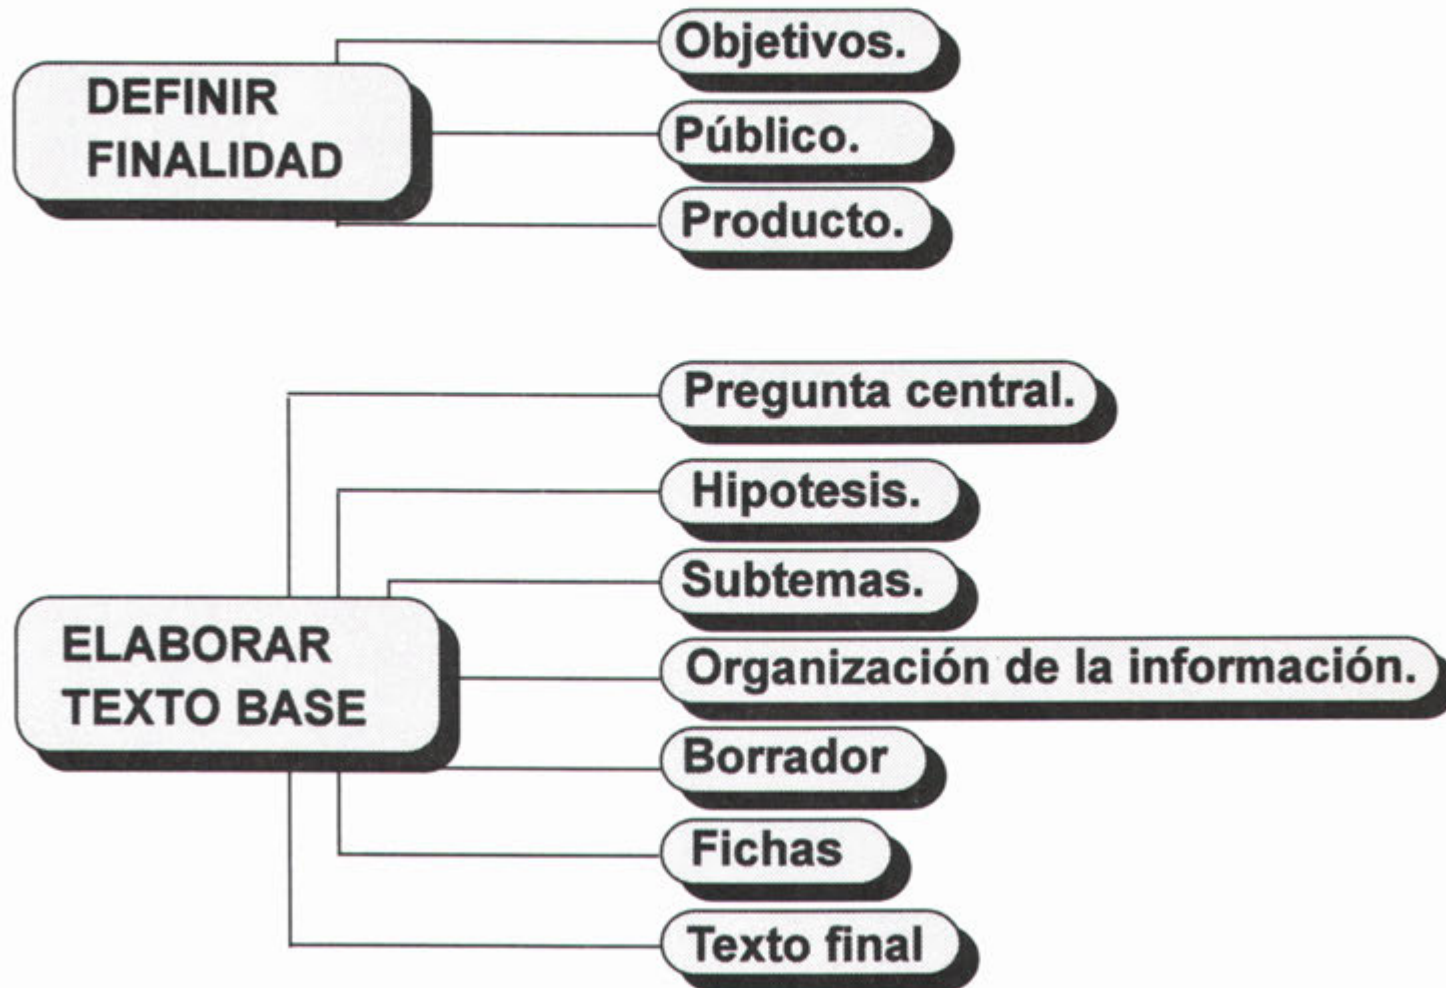 DEFINIR
FINALIDAD
Objetivos.
Público.
Producto.
ELABORAR
TEXTO BASE
Pregunta central.
Hipotesis.
Subtemas.
Organización de la información.
Borrador
Fichas
Texto final